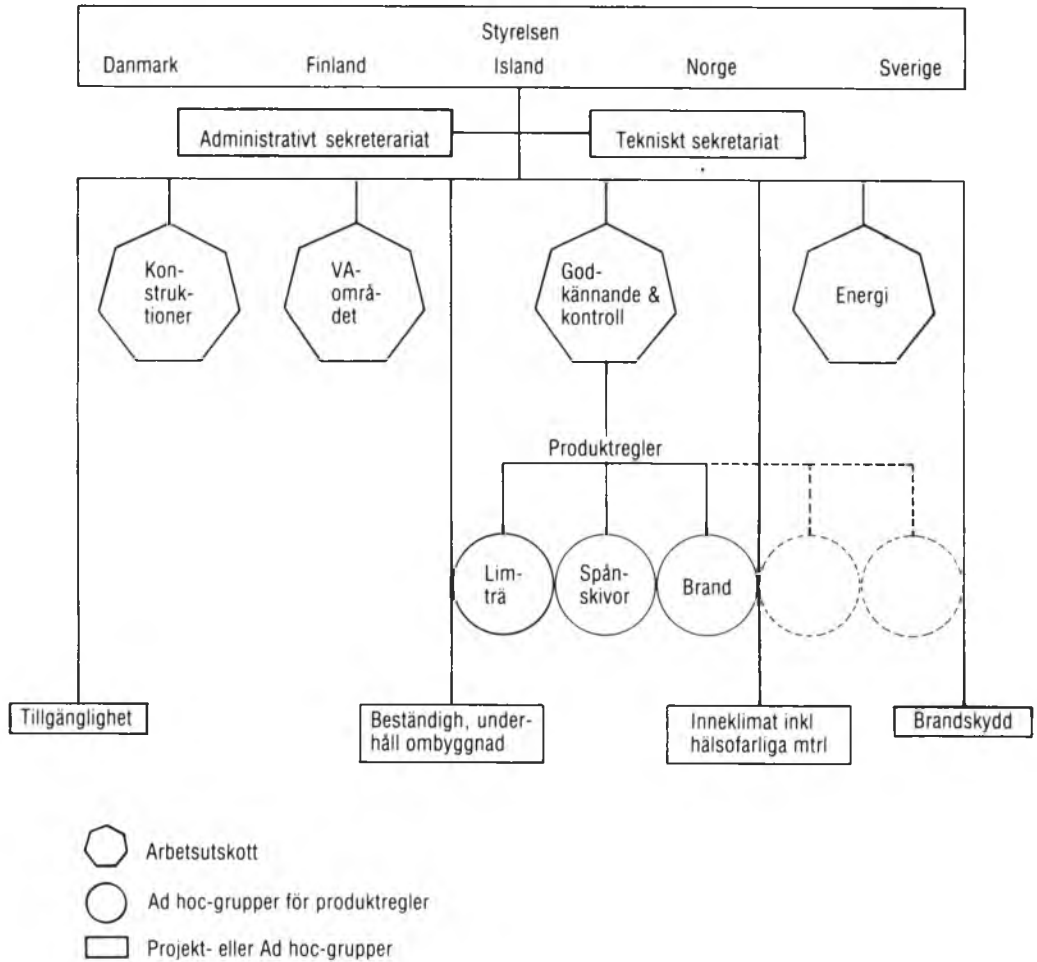 Styrelsen
Danmark Finland Island Norge Sverige
Administrativt sekreterariat
Tekniskt sekretariat
Kon-
struk-
tioner
VA-
områ-
det
God-
kännande &
kontroll
Energi
Produktregler
Lim-
trä
Spån-
skivor
Brand
Tillgänglighet
Beständigh, under-
håll ombyggnad
Inneklimat inkl
hälsofarliga mtrl
Brandskydd
Arbetsutskott
Ad hoc-grupper för produktregler
Projekt- eller Ad hoc-grupper